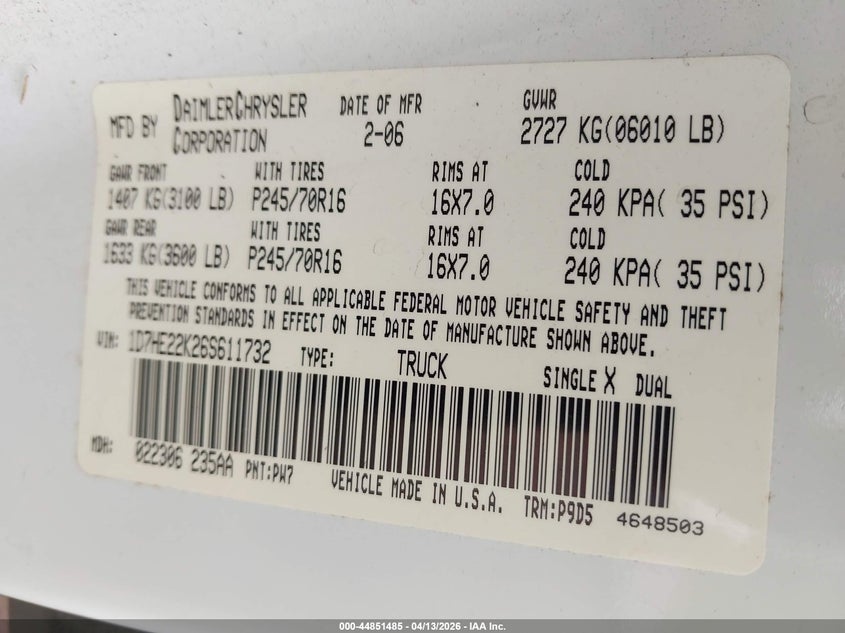 MFD BY DAIMLERCHRYSLER CORPORATION DATE OF MFR 2-06 GVWR 2727 KG(06010 LB)
GAWR FRONT WITH TIRES RIMS AT COLD
1407 KG(3100 LB) P245/70R16 16X7.0 240 KPA( 35 PSI)
GAWR REAR WITH TIRES RIMS AT COLD
1633 KG(3600 LB) P245/70R16 16X7.0 240 KPA( 35 PSI)
THIS VEHICLE CONFORMS TO ALL APPLICABLE FEDERAL MOTOR VEHICLE SAFETY AND THEFT
PREVENTION STANDARDS IN EFFECT ON THE DATE OF MANUFACTURE SHOWN ABOVE.
VIN: 1D7HE22K26S611732 TYPE: TRUCK SINGLE X DUAL
MDH: 022306 235AA PNT:PW7 VEHICLE MADE IN U.S.A. TRM:P9D5 4648503
000-44851485 - 04/13/2026 - IAA Inc.